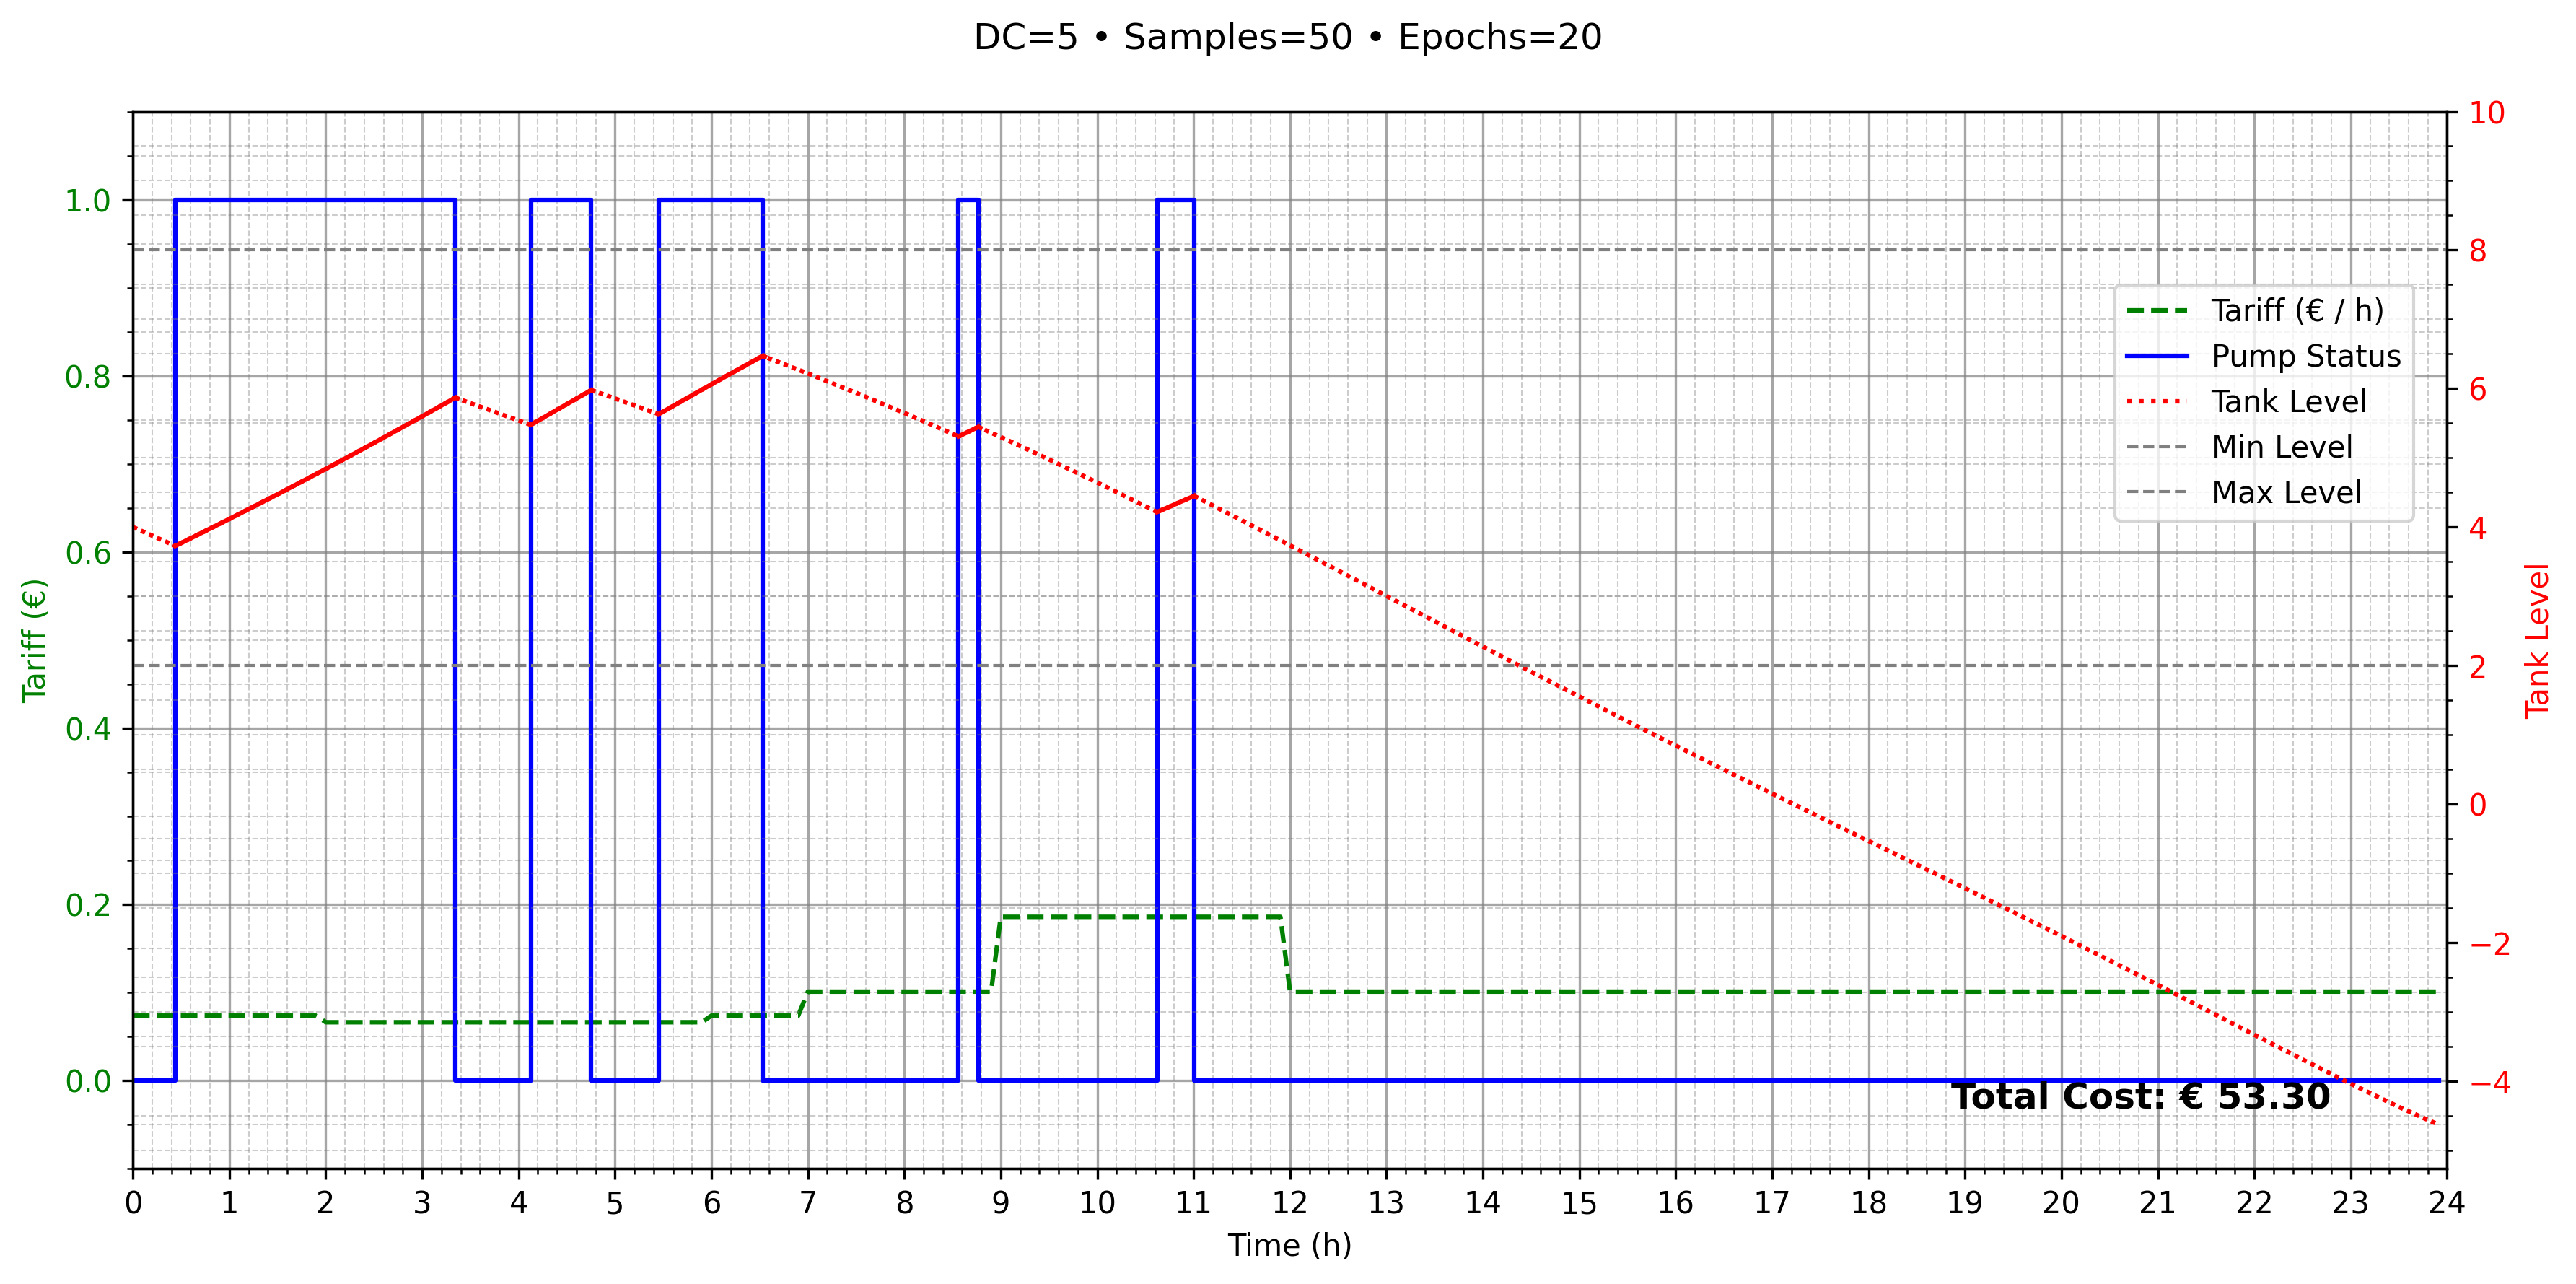 DC=5 • Samples=50 • Epochs=20
10
1.0
8
Tariff (€ / h)
Pump Status
Tank Level
Min Level
Max Level
0.8
6
0.6
4
Tariff (€)
Tank Level
2
0.4
0
0.2
−2
0.0
−4
Total Cost: € 53.30
0 1 2 3 4 5 6 7 8 9 10 11 12 13 14 15 16 17 18 19 20 21 22 23 24
Time (h)